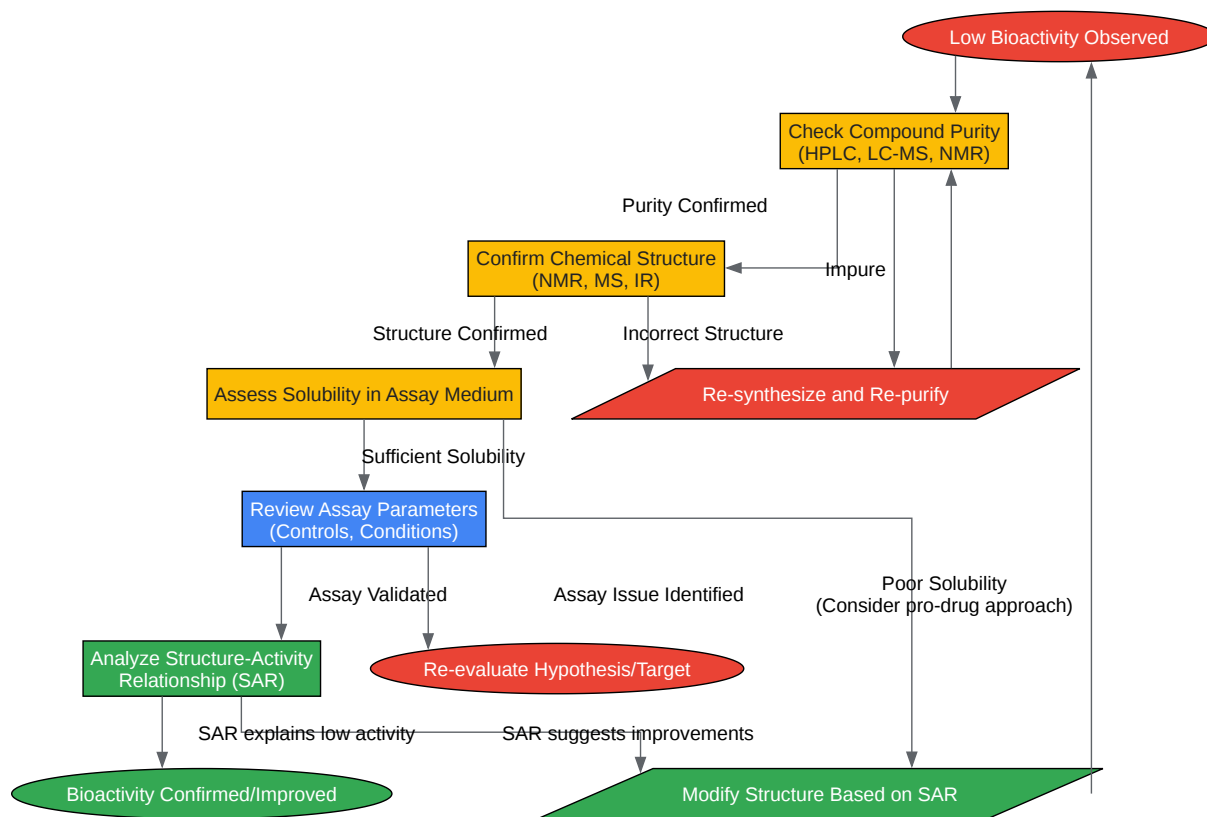 Low Bioactivity Observed
Check Compound Purity
(HPLC, LC-MS, NMR)
Purity Confirmed
Confirm Chemical Structure
(NMR, MS, IR)
Impure
Structure Confirmed
Incorrect Structure
Assess Solubility in Assay Medium
Re-synthesize and Re-purify
Sufficient Solubility
Review Assay Parameters
(Controls, Conditions)
Assay Validated
Assay Issue Identified
Poor Solubility
(Consider pro-drug approach)
Analyze Structure-Activity
Relationship (SAR)
Re-evaluate Hypothesis/Target
SAR explains low activity
SAR suggests improvements
Bioactivity Confirmed/Improved
Modify Structure Based on SAR